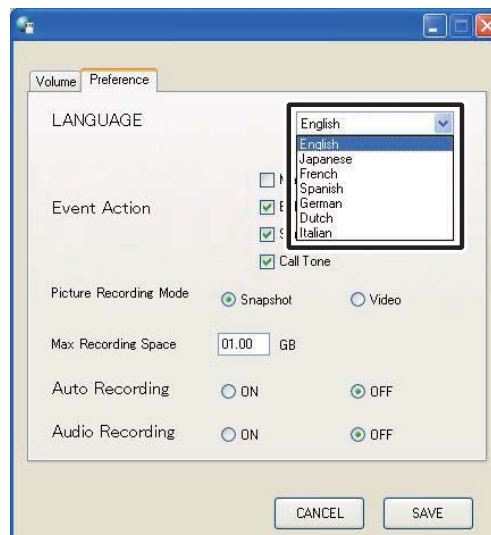 Volume Preference
LANGUAGE English
English
Japanese
French
Spanish
German
Dutch
Italian
Event Action
Call Tone
Picture Recording Mode Snapshot Video
Max Recording Space 01.00 GB
Auto Recording ON OFF
Audio Recording ON OFF
CANCEL SAVE